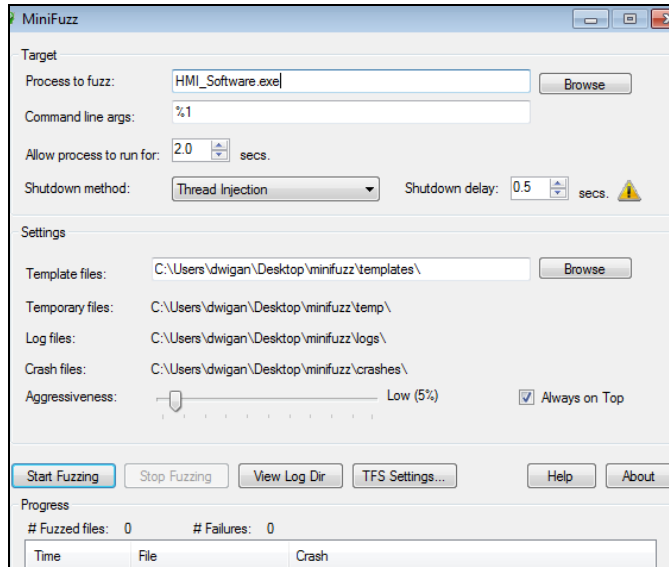 MiniFuzz
Target
Process to fuzz: HMI_Software.exe Browse
Command line args: %1
Allow process to run for: 2.0 secs.
Shutdown method: Thread Injection Shutdown delay: 0.5 secs.
Settings
Template files: C:\Users\dwigan\Desktop\minifuzz\templates\ Browse
Temporary files: C:\Users\dwigan\Desktop\minifuzz\temp\
Log files: C:\Users\dwigan\Desktop\minifuzz\logs\
Crash files: C:\Users\dwigan\Desktop\minifuzz\crashes\
Aggressiveness: Low (5%) Always on Top
Start Fuzzing Stop Fuzzing View Log Dir TFS Settings... Help About
Progress
# Fuzzed files: 0 # Failures: 0
Time File Crash